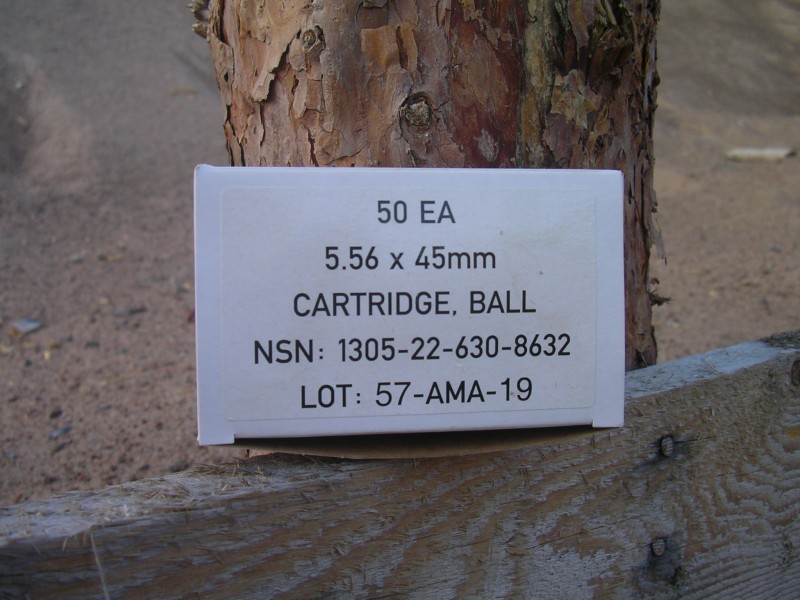 50 EA
5.56 x 45mm
CARTRIDGE, BALL
NSN: 1305-22-630-8632
LOT: 57-AMA-19